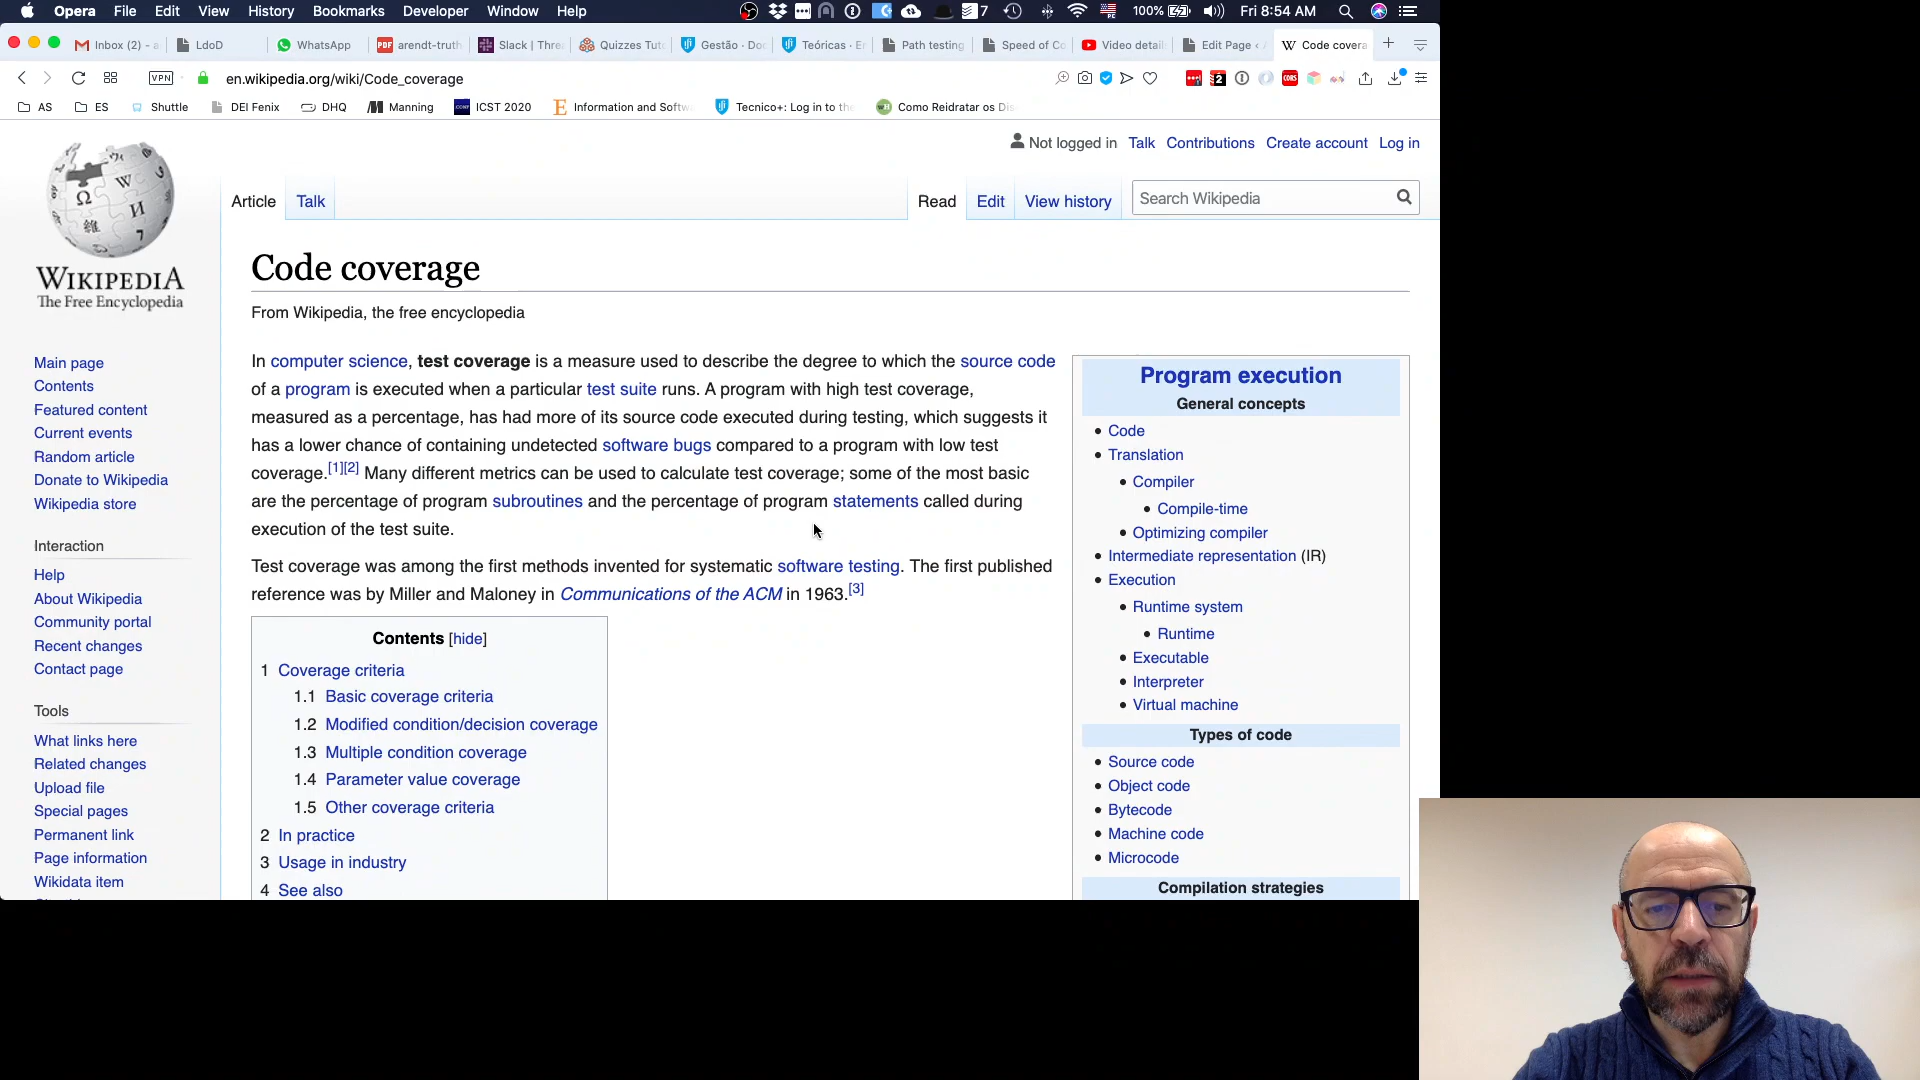 Opera File Edit View History Bookmarks Developer Window Help 7 100% Fri 8:54 AM
Inbox (2) - a LdoD WhatsApp arendt-truth Slack | Thre Quizzes Tuto Gestão · Doc Teóricas · En Path testing Speed of Co Video detail Edit Page ‹ Code covera
VPN en.wikipedia.org/wiki/Code_coverage
AS ES Shuttle DEI Fenix DHQ Manning ICST 2020 Information and Softw Tecnico+: Log in to the Como Reidratar os Dis
Not logged in Talk Contributions Create account Log in
Article Talk Read Edit View history Search Wikipedia
WIKIPEDIA
The Free Encyclopedia
Main page
Contents
Featured content
Current events
Random article
Donate to Wikipedia
Wikipedia store
Interaction
Help
About Wikipedia
Community portal
Recent changes
Contact page
Tools
What links here
Related changes
Upload file
Special pages
Permanent link
Page information
Wikidata item
Code coverage
From Wikipedia, the free encyclopedia
In computer science, test coverage is a measure used to describe the degree to which the source code
of a program is executed when a particular test suite runs. A program with high test coverage,
measured as a percentage, has had more of its source code executed during testing, which suggests it
has a lower chance of containing undetected software bugs compared to a program with low test
coverage.[1][2] Many different metrics can be used to calculate test coverage; some of the most basic
are the percentage of program subroutines and the percentage of program statements called during
execution of the test suite.
Test coverage was among the first methods invented for systematic software testing. The first published
reference was by Miller and Maloney in Communications of the ACM in 1963.[3]
Contents [hide]
1 Coverage criteria
1.1 Basic coverage criteria
1.2 Modified condition/decision coverage
1.3 Multiple condition coverage
1.4 Parameter value coverage
1.5 Other coverage criteria
2 In practice
3 Usage in industry
4 See also
Program execution
General concepts
• Code
• Translation
• Compiler
• Compile-time
• Optimizing compiler
• Intermediate representation (IR)
• Execution
• Runtime system
• Runtime
• Executable
• Interpreter
• Virtual machine
Types of code
• Source code
• Object code
• Bytecode
• Machine code
• Microcode
Compilation strategies